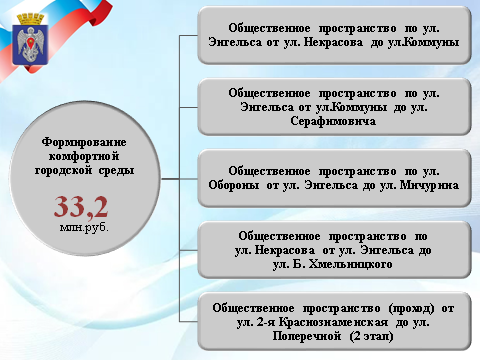 Общественное пространство по ул.
Энгельса от ул. Некрасова до ул.Коммуны
Общественное пространство по ул.
Энгельса от ул.Коммуны до ул.
Серафимовича
Формирование
комфортной
городской среды
33,2
млн.руб.
Общественное пространство по ул.
Обороны от ул. Энгельса до ул. Мичурина
Общественное пространство по
ул. Некрасова от ул. Энгельса до
ул. Б. Хмельницкого
Общественное пространство (проход) от
ул. 2-я Краснознаменская до ул.
Поперечной (2 этап)